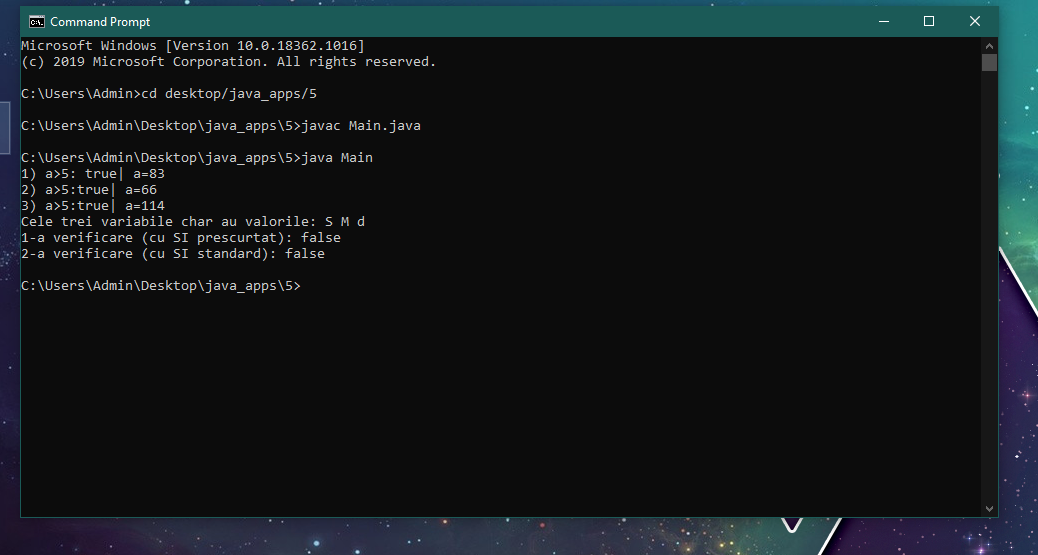 Command Prompt
Microsoft Windows [Version 10.0.18362.1016]
(c) 2019 Microsoft Corporation. All rights reserved.
C:\Users\Admin>cd desktop/java_apps/5
C:\Users\Admin\Desktop\java_apps\5>javac Main.java
C:\Users\Admin\Desktop\java_apps\5>java Main
1) a>5: true| a=83
2) a>5:true| a=66
3) a>5:true| a=114
Cele trei variabile char au valorile: S M d
1-a verificare (cu SI prescurtat): false
2-a verificare (cu SI standard): false
C:\Users\Admin\Desktop\java_apps\5>